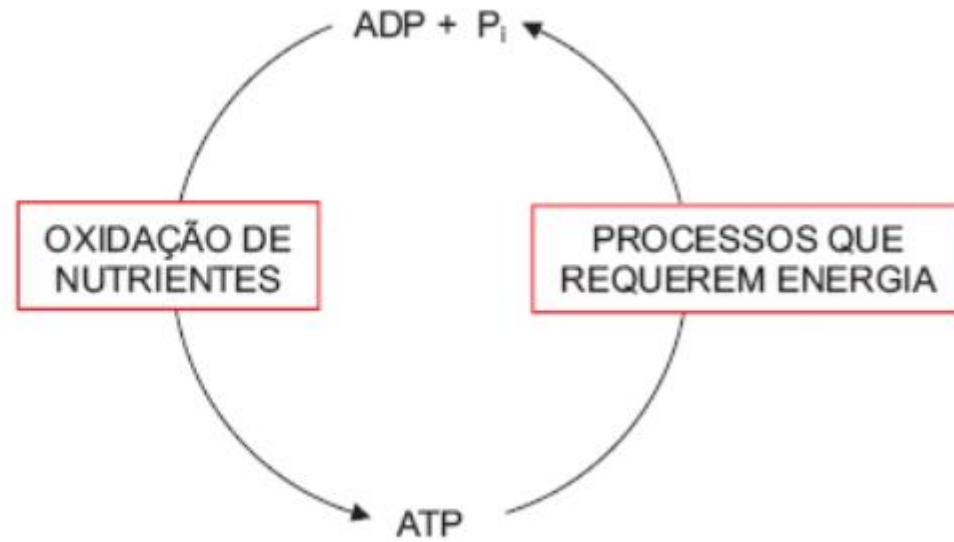 ADP + Pi
OXIDAÇÃO DE
NUTRIENTES
PROCESSOS QUE
REQUEREM ENERGIA
ATP